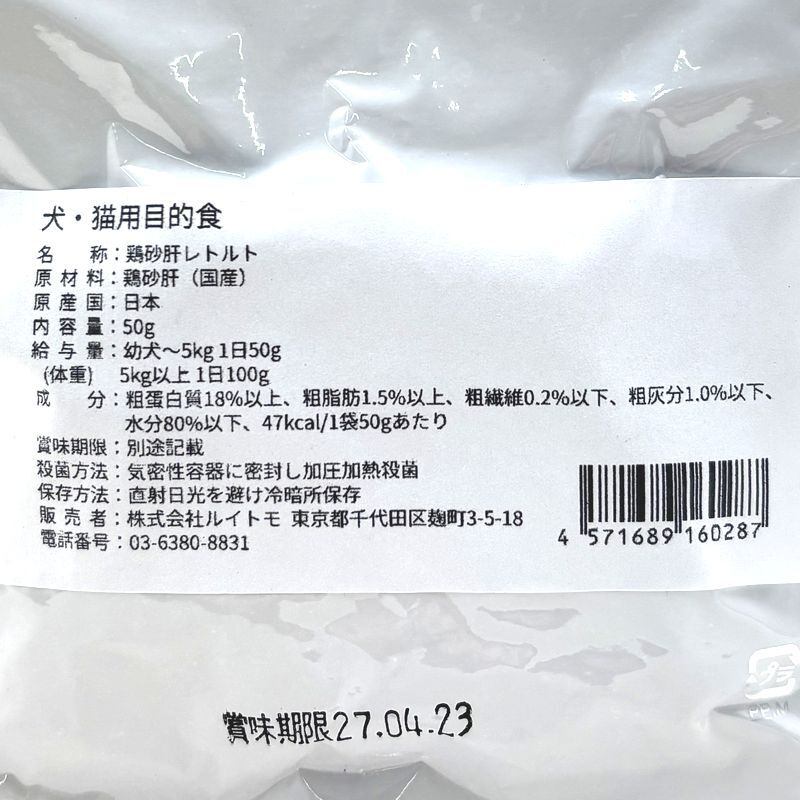 犬・猫用目的食
名　　称：鶏砂肝レトルト
原 材 料：鶏砂肝（国産）
原 産 国：日本
内 容 量：50g
給 与 量：幼犬～5kg 1日50g
(体重)　5kg以上 1日100g
成　　分：粗蛋白質18%以上、粗脂肪1.5%以上、粗繊維0.2%以下、粗灰分1.0%以下、
水分80%以下、47kcal/1袋50gあたり
賞味期限：別途記載
殺菌方法：気密性容器に密封し加圧加熱殺菌
保存方法：直射日光を避け冷暗所保存
販 売 者：株式会社ルイトモ 東京都千代田区麹町3-5-18
電話番号：03-6380-8831
4 571689 160287
プラ
PE,M
賞味期限27.04.23